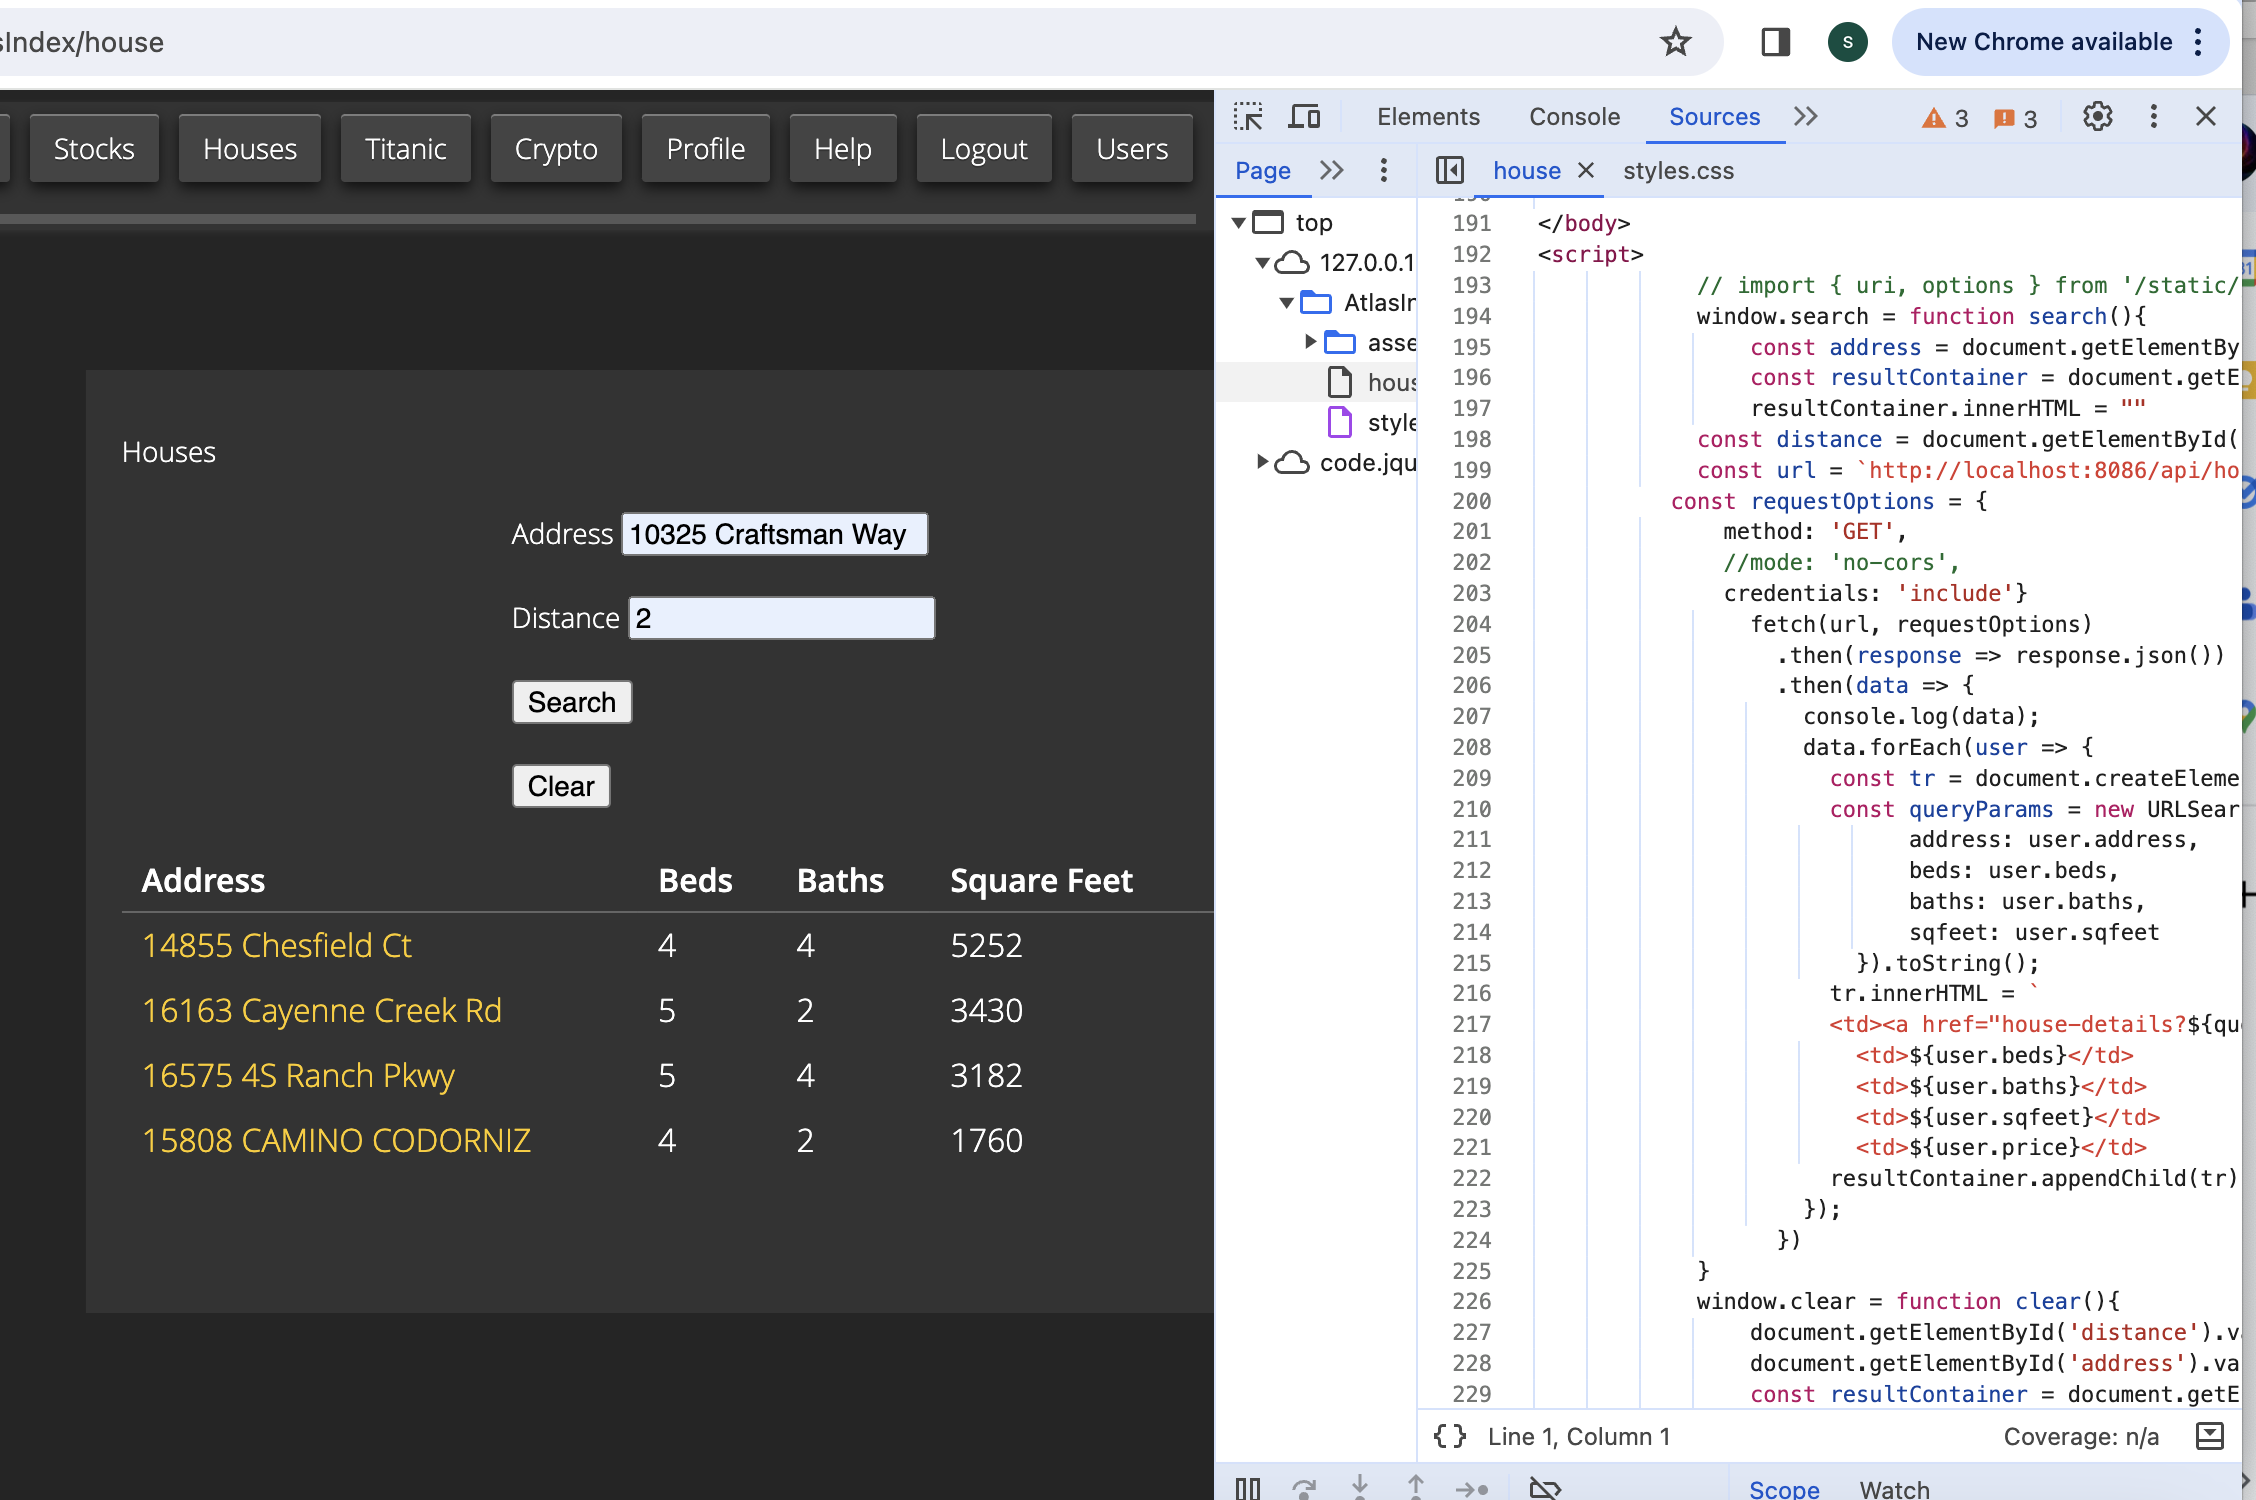 sIndex/house
New Chrome available
S
Stocks Houses Titanic Crypto Profile Help Logout Users
Houses
Address 10325 Craftsman Way
Distance 2
Search
Clear
Address Beds Baths Square Feet
14855 Chesfield Ct 4 4 5252
16163 Cayenne Creek Rd 5 2 3430
16575 4S Ranch Pkwy 5 4 3182
15808 CAMINO CODORNIZ 4 2 1760
Elements Console Sources 3 3
Page house styles.css
top
127.0.0.1
AtlasIn
asse
hous
style
code.jqu
191 </body>
192 <script>
193 // import { uri, options } from '/static/
194 window.search = function search(){
195 const address = document.getElementBy
196 const resultContainer = document.getE
197 resultContainer.innerHTML = ""
198 const distance = document.getElementById(
199 const url = `http://localhost:8086/api/ho
200 const requestOptions = {
201 method: 'GET',
202 //mode: 'no-cors',
203 credentials: 'include'}
204 fetch(url, requestOptions)
205 .then(response => response.json())
206 .then(data => {
207 console.log(data);
208 data.forEach(user => {
209 const tr = document.createEleme
210 const queryParams = new URLSear
211 address: user.address,
212 beds: user.beds,
213 baths: user.baths,
214 sqfeet: user.sqfeet
215 }).toString();
216 tr.innerHTML = `
217 <td><a href="house-details?${qu
218 <td>${user.beds}</td>
219 <td>${user.baths}</td>
220 <td>${user.sqfeet}</td>
221 <td>${user.price}</td>
222 resultContainer.appendChild(tr)
223 });
224 })
225 }
226 window.clear = function clear(){
227 document.getElementById('distance').v
228 document.getElementById('address').va
229 const resultContainer = document.getE
{} Line 1, Column 1 Coverage: n/a
Scope Watch